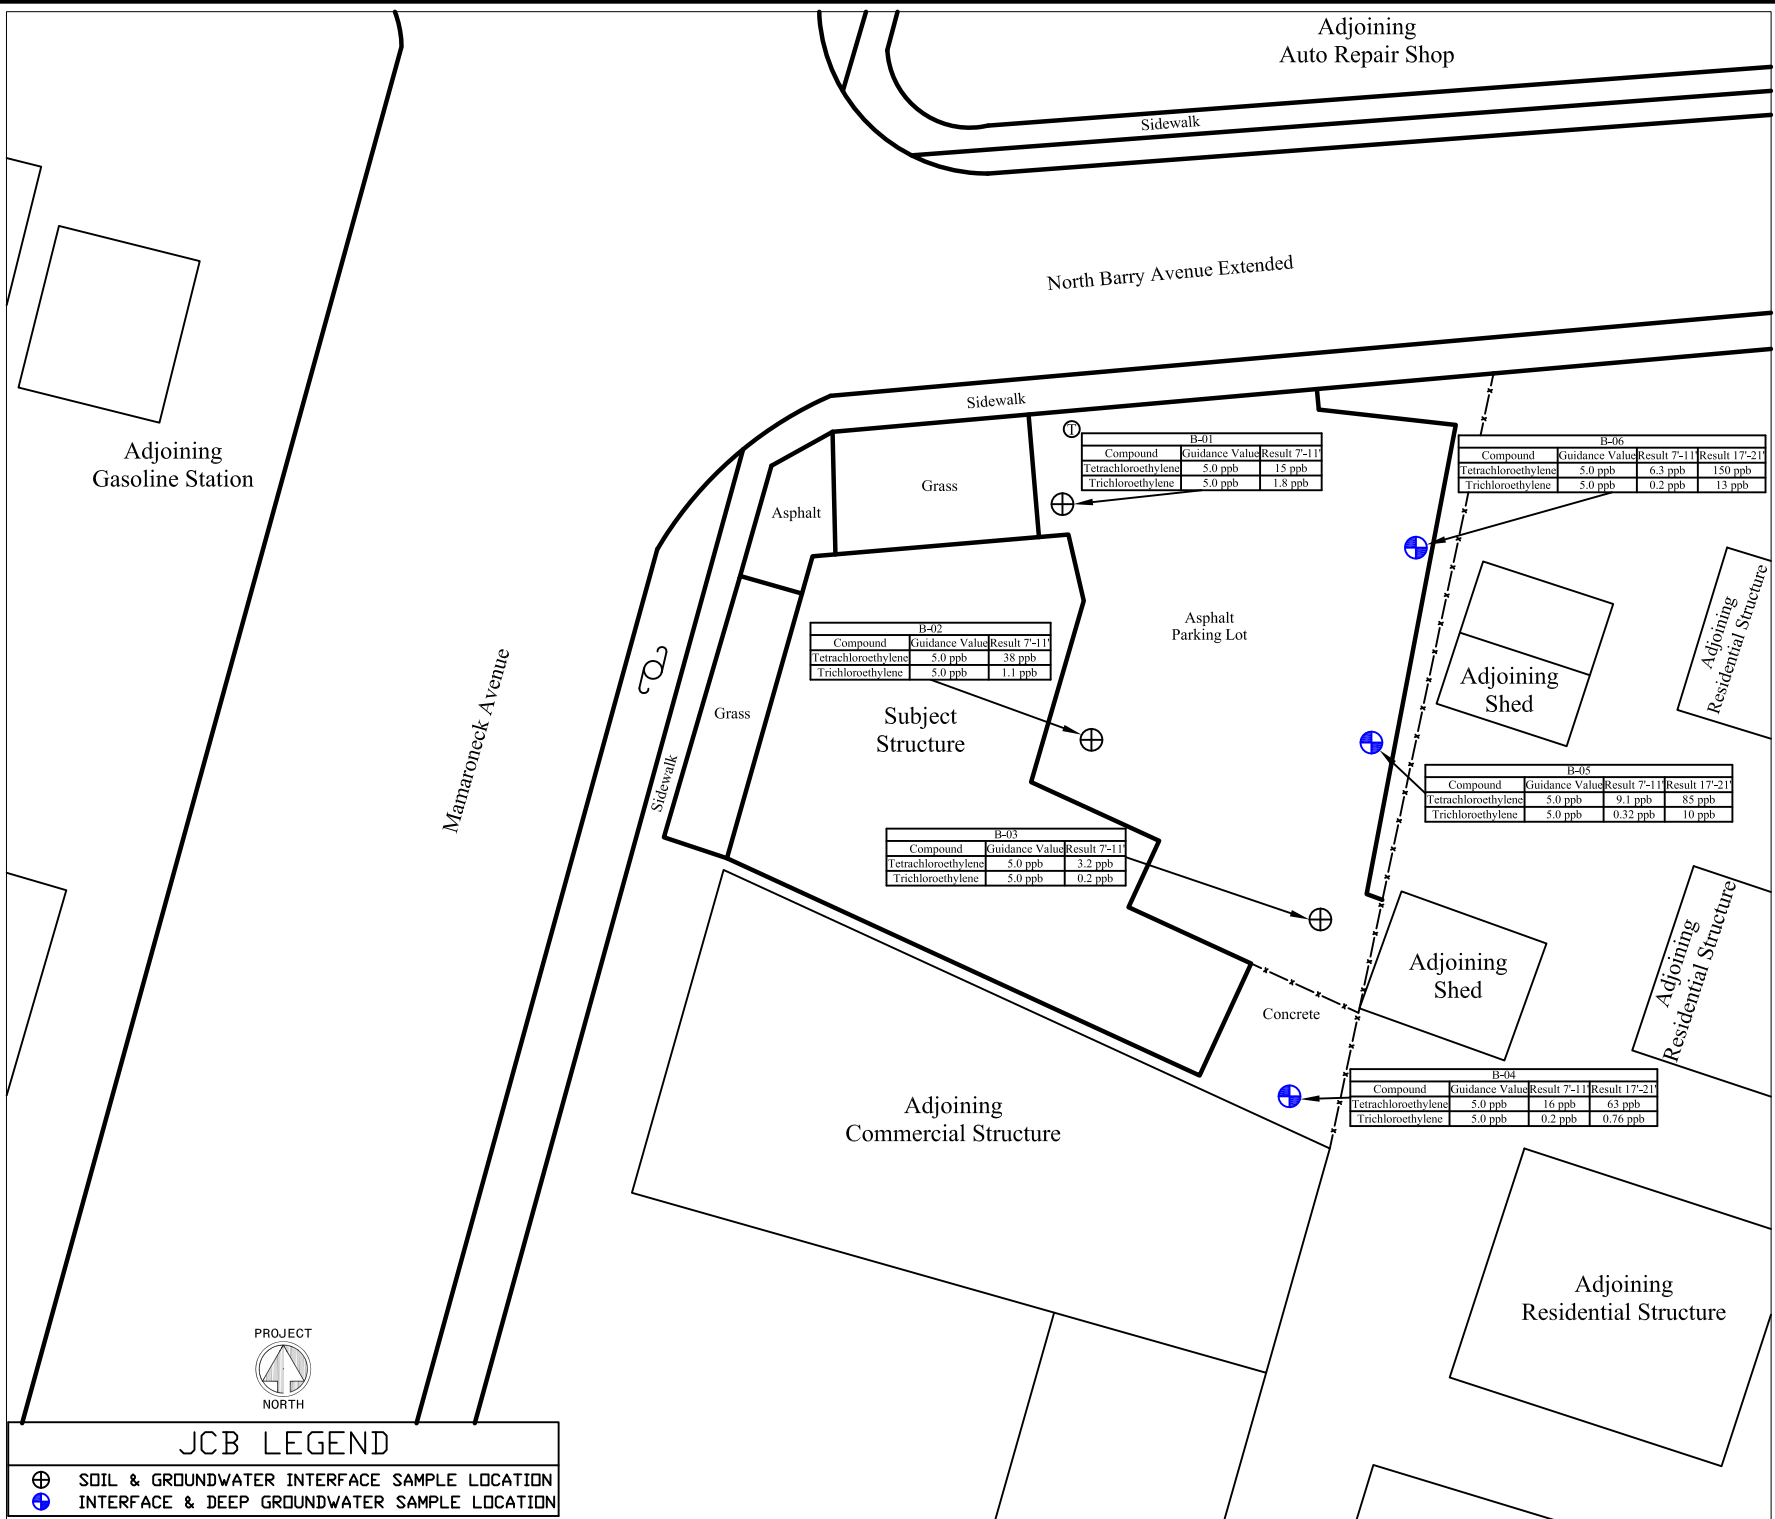 Adjoining
Auto Repair Shop
Sidewalk
North Barry Avenue Extended
Sidewalk
Adjoining
Gasoline Station
T
B-01
Compound Guidance Value Result 7'-11'
Tetrachloroethylene 5.0 ppb 15 ppb
Trichloroethylene 5.0 ppb 1.8 ppb
B-06
Compound Guidance Value Result 7'-11' Result 17'-21'
Tetrachloroethylene 5.0 ppb 6.3 ppb 150 ppb
Trichloroethylene 5.0 ppb 0.2 ppb 13 ppb
Grass
Asphalt
Asphalt
Parking Lot
Adjoining
Residential Structure
B-02
Compound Guidance Value Result 7'-11'
Tetrachloroethylene 5.0 ppb 38 ppb
Trichloroethylene 5.0 ppb 1.1 ppb
Adjoining
Shed
Mamaroneck Avenue
Grass
Subject
Structure
Sidewalk
B-05
Compound Guidance Value Result 7'-11' Result 17'-21'
Tetrachloroethylene 5.0 ppb 9.1 ppb 85 ppb
Trichloroethylene 5.0 ppb 0.32 ppb 10 ppb
B-03
Compound Guidance Value Result 7'-11'
Tetrachloroethylene 5.0 ppb 3.2 ppb
Trichloroethylene 5.0 ppb 0.2 ppb
Adjoining
Residential Structure
Adjoining
Shed
Concrete
B-04
Compound Guidance Value Result 7'-11' Result 17'-21'
Tetrachloroethylene 5.0 ppb 16 ppb 63 ppb
Trichloroethylene 5.0 ppb 0.2 ppb 0.76 ppb
Adjoining
Commercial Structure
Adjoining
Residential Structure
PROJECT
NORTH
JCB LEGEND
SOIL & GROUNDWATER INTERFACE SAMPLE LOCATION
INTERFACE & DEEP GROUNDWATER SAMPLE LOCATION